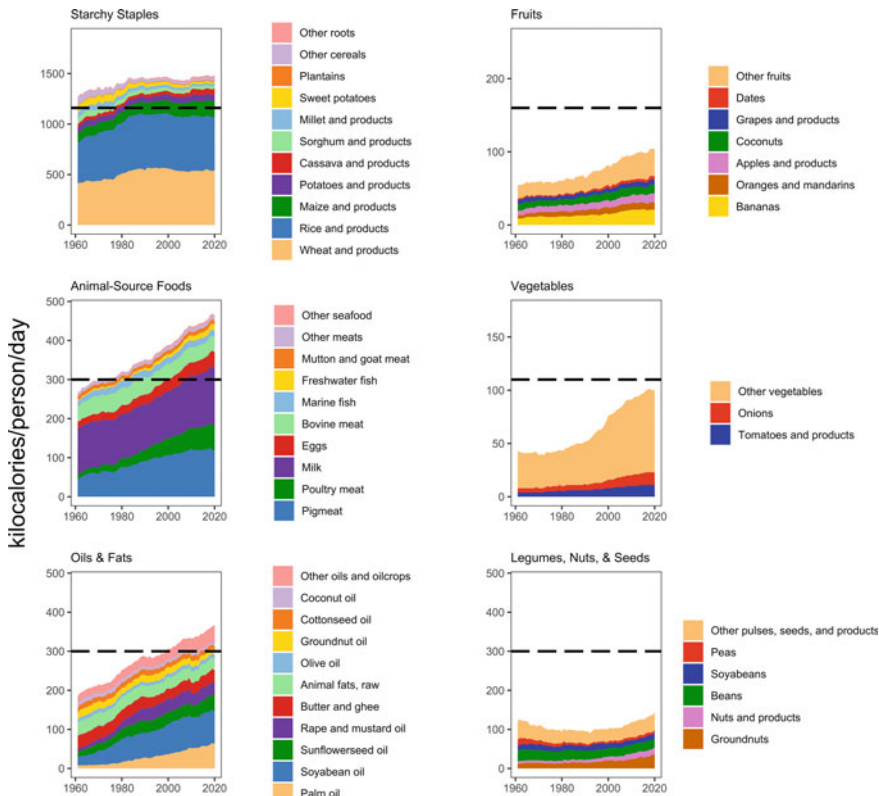 Starchy Staples
1500
1000
500
0
1960
1980
2000
2020
Other roots
Other cereals
Plantains
Sweet potatoes
Millet and products
Sorghum and products
Cassava and products
Potatoes and products
Maize and products
Rice and products
Wheat and products
Fruits
200
100
0
1960
1980
2000
2020
Other fruits
Dates
Grapes and products
Coconuts
Apples and products
Oranges and mandarins
Bananas
kilocalories/person/day
Animal-Source Foods
500
400
300
200
100
0
1960
1980
2000
2020
Other seafood
Other meats
Mutton and goat meat
Freshwater fish
Marine fish
Bovine meat
Eggs
Milk
Poultry meat
Pigmeat
Vegetables
150
100
50
0
1960
1980
2000
2020
Other vegetables
Onions
Tomatoes and products
Oils & Fats
500
400
300
200
100
0
1960
1980
2000
2020
Other oils and oilcrops
Coconut oil
Cottonseed oil
Groundnut oil
Olive oil
Animal fats, raw
Butter and ghee
Rape and mustard oil
Sunflowerseed oil
Soyabean oil
Palm oil
Legumes, Nuts, & Seeds
500
400
300
200
100
0
1960
1980
2000
2020
Other pulses, seeds, and products
Peas
Soyabeans
Beans
Nuts and products
Groundnuts